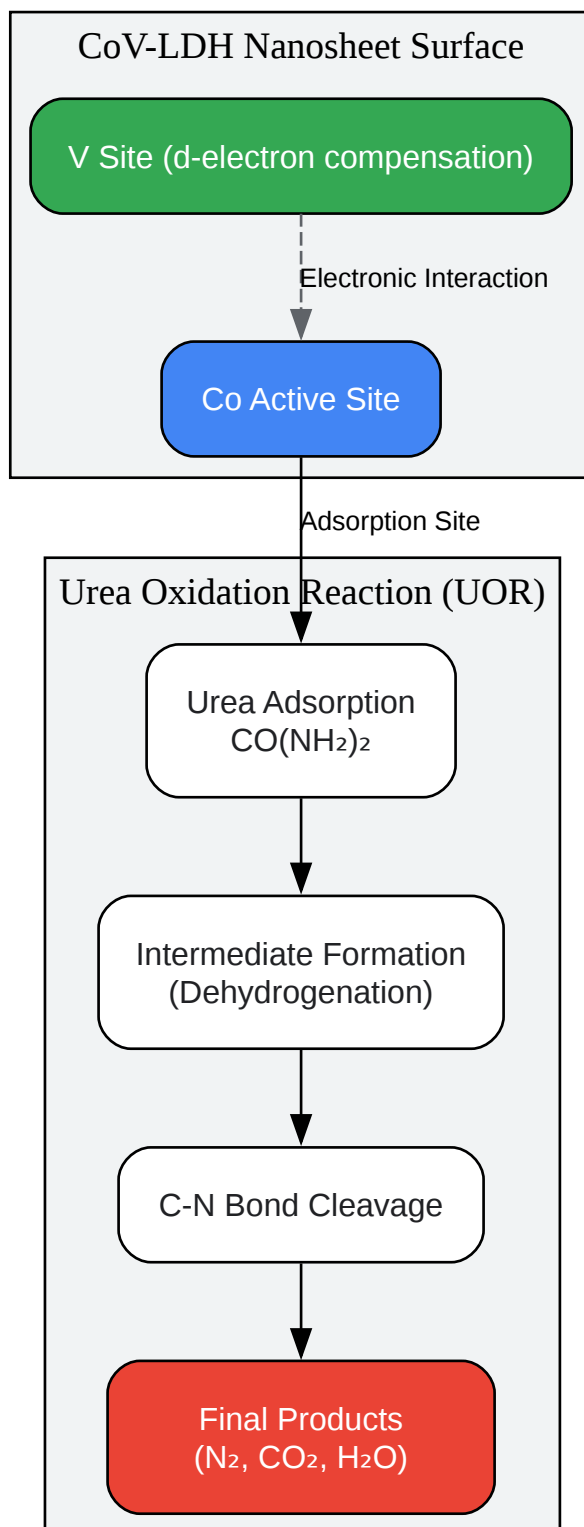 CoV-LDH Nanosheet Surface
V Site (d-electron compensation)
Electronic Interaction
Co Active Site
Adsorption Site
Urea Oxidation Reaction (UOR)
Urea Adsorption
CO(NH₂)₂
Intermediate Formation
(Dehydrogenation)
C-N Bond Cleavage
Final Products
(N₂, CO₂, H₂O)